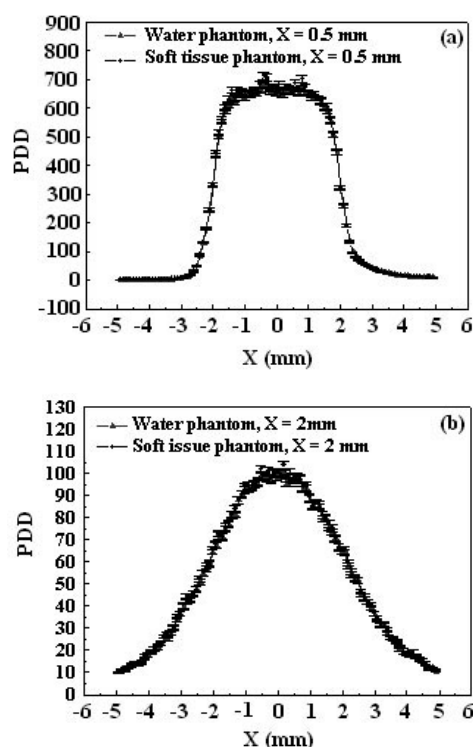 900
800
700
600
500
400
300
200
100
0
-100
PDD
Water phantom, X = 0.5 mm
Soft tissue phantom, X = 0.5 mm
(a)
-6 -5 -4 -3 -2 -1 0 1 2 3 4 5 6
X (mm)
130
120
110
100
90
80
70
60
50
40
30
20
10
0
PDD
Water phantom, X = 2mm
Soft issue phantom, X = 2 mm
(b)
-6 -5 -4 -3 -2 -1 0 1 2 3 4 5 6
X (mm)